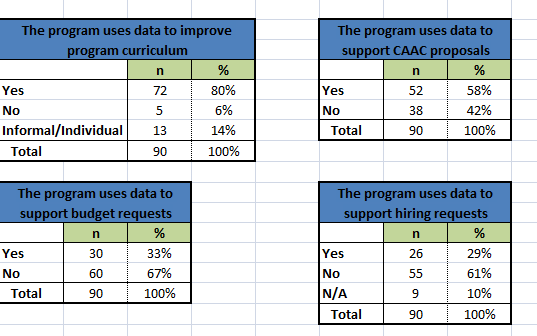 The program uses data to improve
program curriculum
n %
Yes 72 80%
No 5 6%
Informal/Individual 13 14%
Total 90 100%
The program uses data to
support CAAC proposals
n %
Yes 52 58%
No 38 42%
Total 90 100%
The program uses data to
support budget requests
n %
Yes 30 33%
No 60 67%
Total 90 100%
The program uses data to
support hiring requests
n %
Yes 26 29%
No 55 61%
N/A 9 10%
Total 90 100%